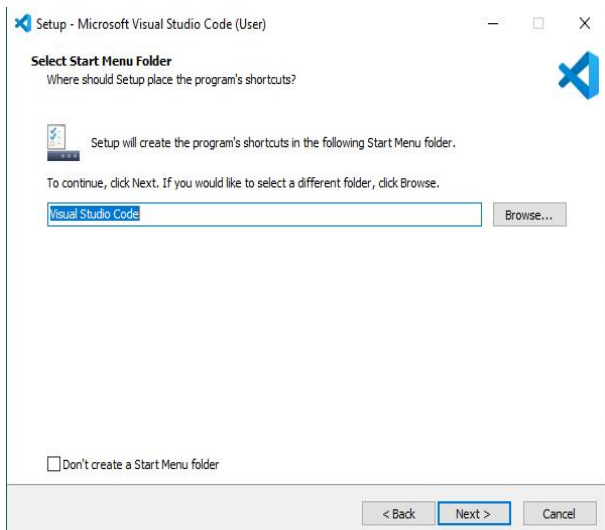 Setup - Microsoft Visual Studio Code (User)
Select Start Menu Folder
Where should Setup place the program's shortcuts?
Setup will create the program's shortcuts in the following Start Menu folder.
To continue, click Next. If you would like to select a different folder, click Browse.
Visual Studio Code
Browse...
Don't create a Start Menu folder
< Back
Next >
Cancel